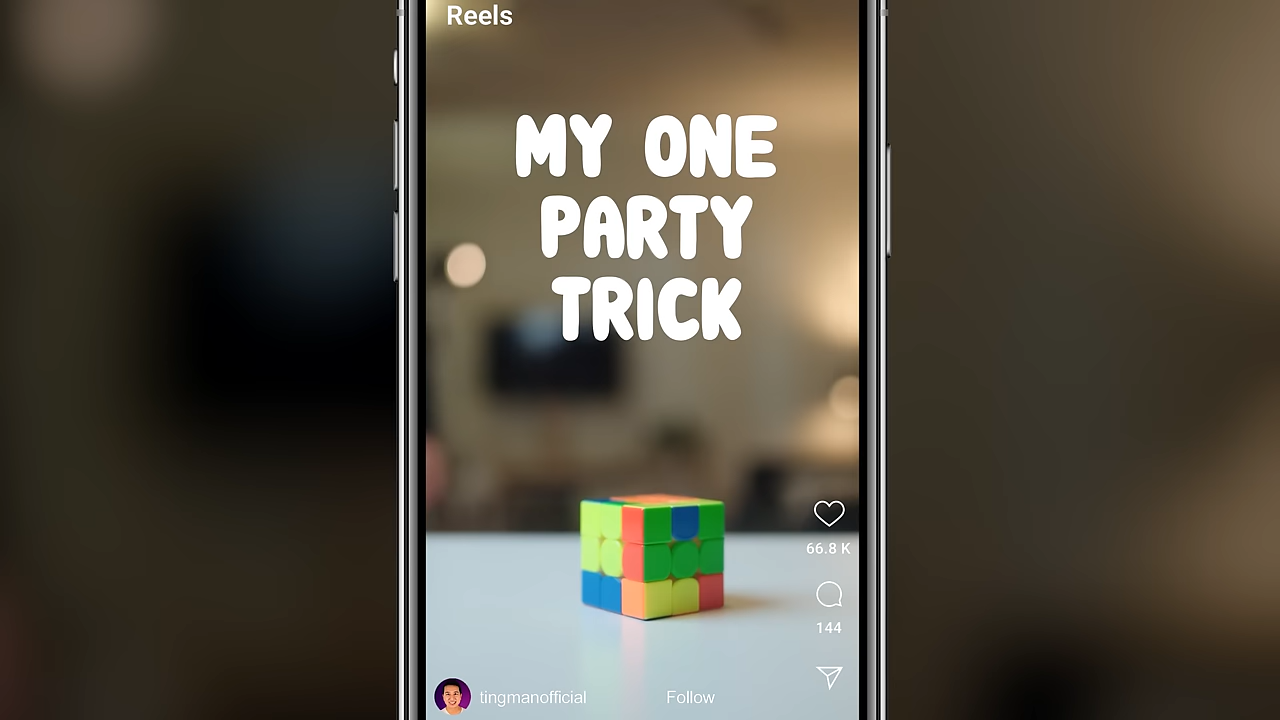 Reels
MY ONE
PARTY
TRICK
66.8 K
144
tingmanofficial
Follow